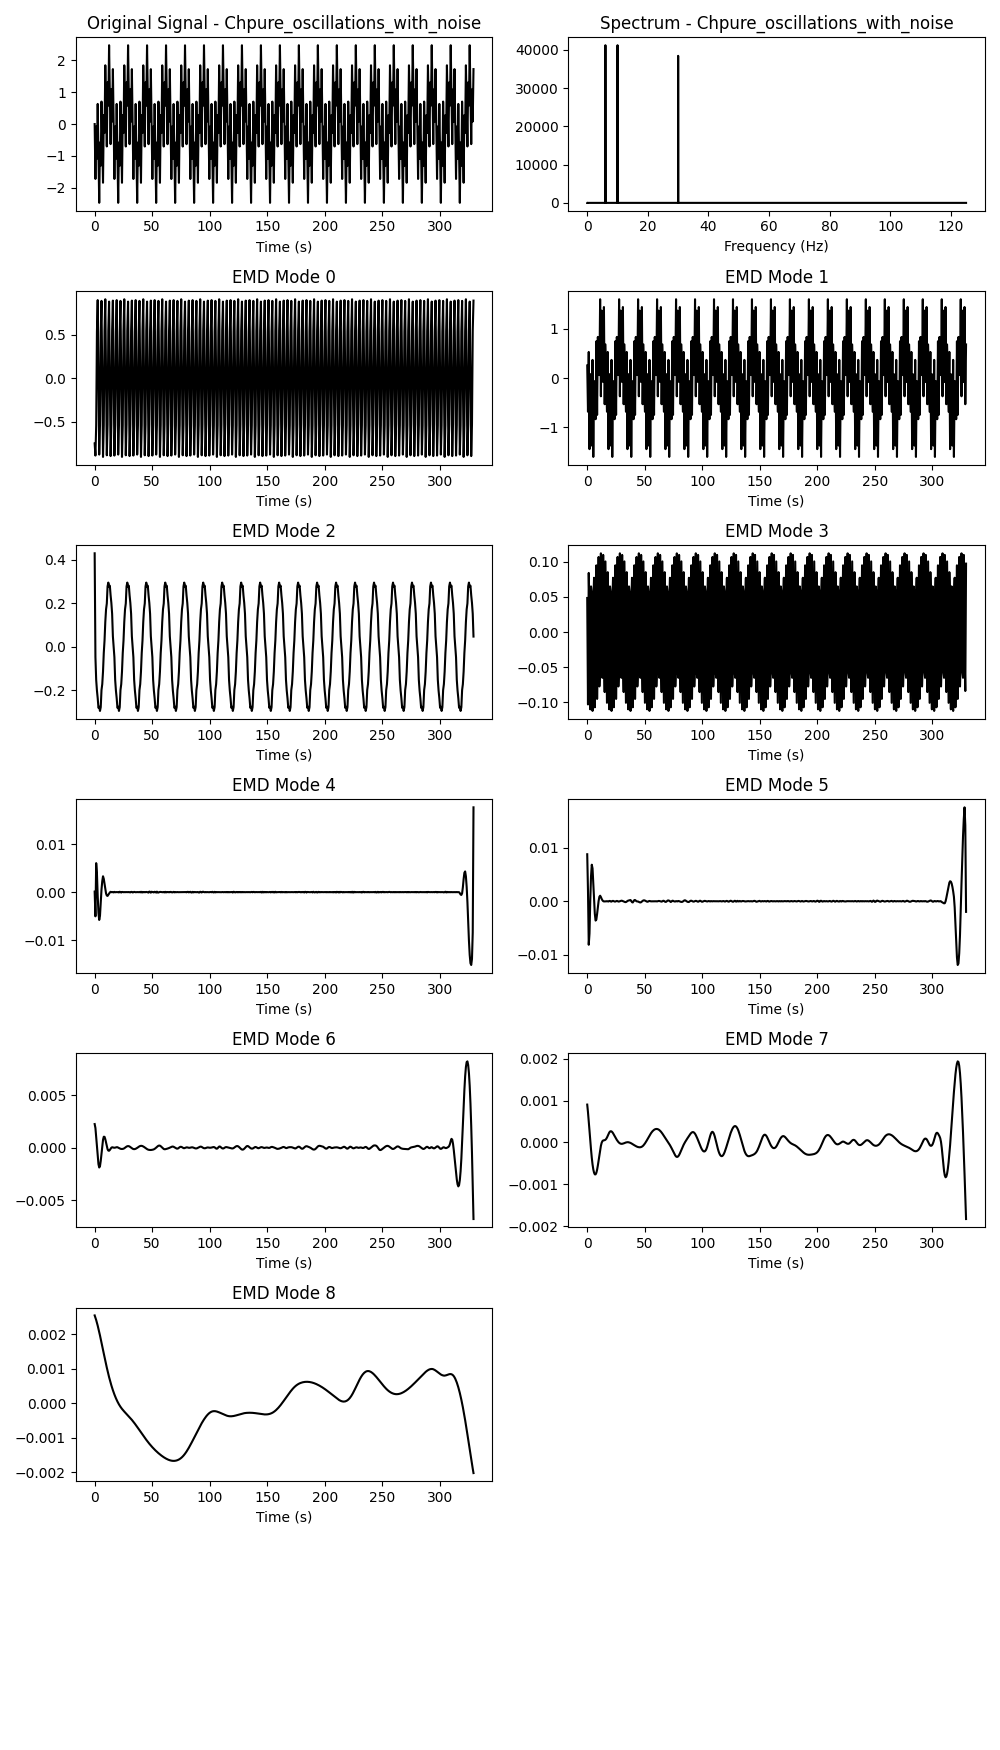 Original Signal - Chpure_oscillations_with_noise
2
1
0
−1
−2
0 50 100 150 200 250 300
Time (s)
Spectrum - Chpure_oscillations_with_noise
40000
30000
20000
10000
0
0 20 40 60 80 100 120
Frequency (Hz)
EMD Mode 0
0.5
0.0
−0.5
0 50 100 150 200 250 300
Time (s)
EMD Mode 1
1
0
−1
0 50 100 150 200 250 300
Time (s)
EMD Mode 2
0.4
0.2
0.0
−0.2
0 50 100 150 200 250 300
Time (s)
EMD Mode 3
0.10
0.05
0.00
−0.05
−0.10
0 50 100 150 200 250 300
Time (s)
EMD Mode 4
0.01
0.00
−0.01
0 50 100 150 200 250 300
Time (s)
EMD Mode 5
0.01
0.00
−0.01
0 50 100 150 200 250 300
Time (s)
EMD Mode 6
0.005
0.000
−0.005
0 50 100 150 200 250 300
Time (s)
EMD Mode 7
0.002
0.001
0.000
−0.001
−0.002
0 50 100 150 200 250 300
Time (s)
EMD Mode 8
0.002
0.001
0.000
−0.001
−0.002
0 50 100 150 200 250 300
Time (s)